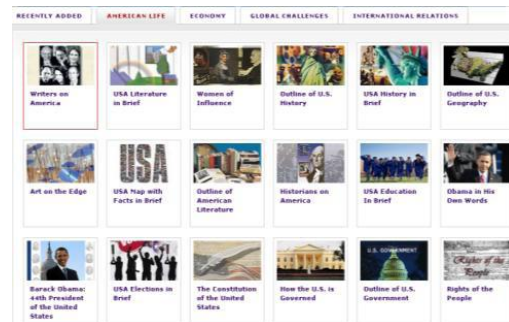 RECENTLY ADDED
AMERICAN LIFE
ECONOMY
GLOBAL CHALLENGES
INTERNATIONAL RELATIONS
Writers on
America
USA Literature
in Brief
Women of
Influence
Outline of U.S.
History
USA History in
Brief
Outline of U.S.
Geography
USA
Art on the Edge
USA Map with
Facts in Brief
Outline of
American
Literature
Historians on
America
USA Education
In Brief
Obama in His
Own Words
U.S. GOVERNMENT
Rights of the
People
Barack Obama:
44th President
of the United
States
USA Elections in
Brief
The Constitution
of the United
States
How the U.S. is
Governed
Outline of U.S.
Government
Rights of the
People